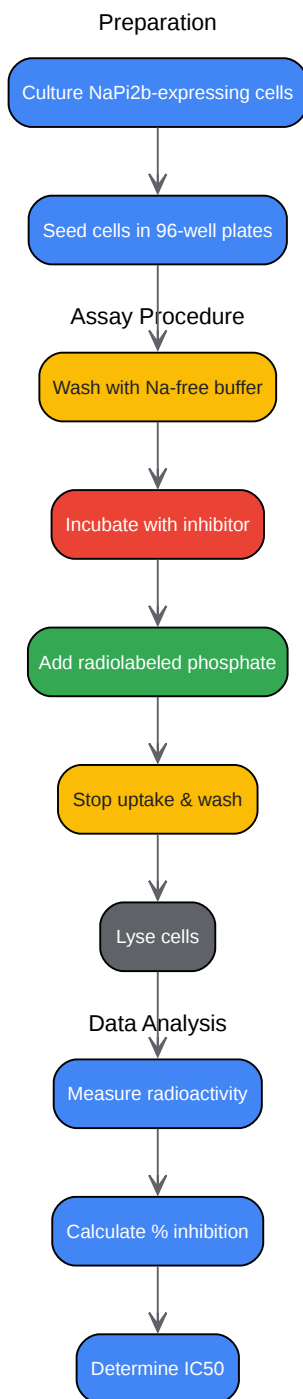 Preparation
Culture NaPi2b-expressing cells
Seed cells in 96-well plates
Assay Procedure
Wash with Na-free buffer
Incubate with inhibitor
Add radiolabeled phosphate
Stop uptake & wash
Lyse cells
Data Analysis
Measure radioactivity
Calculate % inhibition
Determine IC50